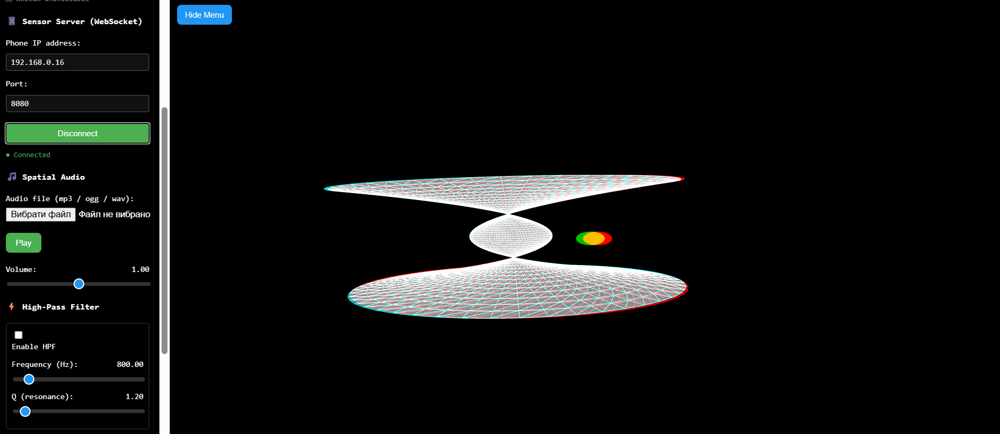 Webcam unavailable
Hide Menu
Sensor Server (WebSocket)
Phone IP address:
192.168.0.16
Port:
8080
Disconnect
● Connected
Spatial Audio
Audio file (mp3 / ogg / wav):
Вибрати файл Файл не вибрано
Play
Volume: 1.00
High-Pass Filter
Enable HPF
Frequency (Hz): 800.00
Q (resonance): 1.20